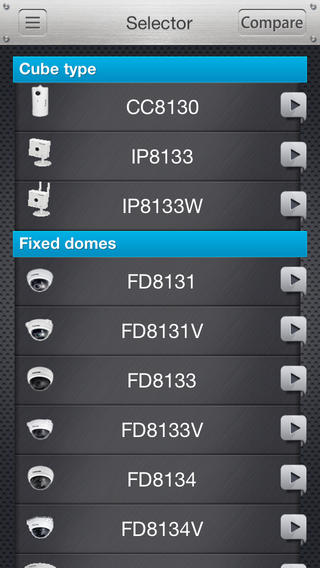 Selector
Compare
Cube type
CC8130
IP8133
IP8133W
Fixed domes
FD8131
FD8131V
FD8133
FD8133V
FD8134
FD8134V